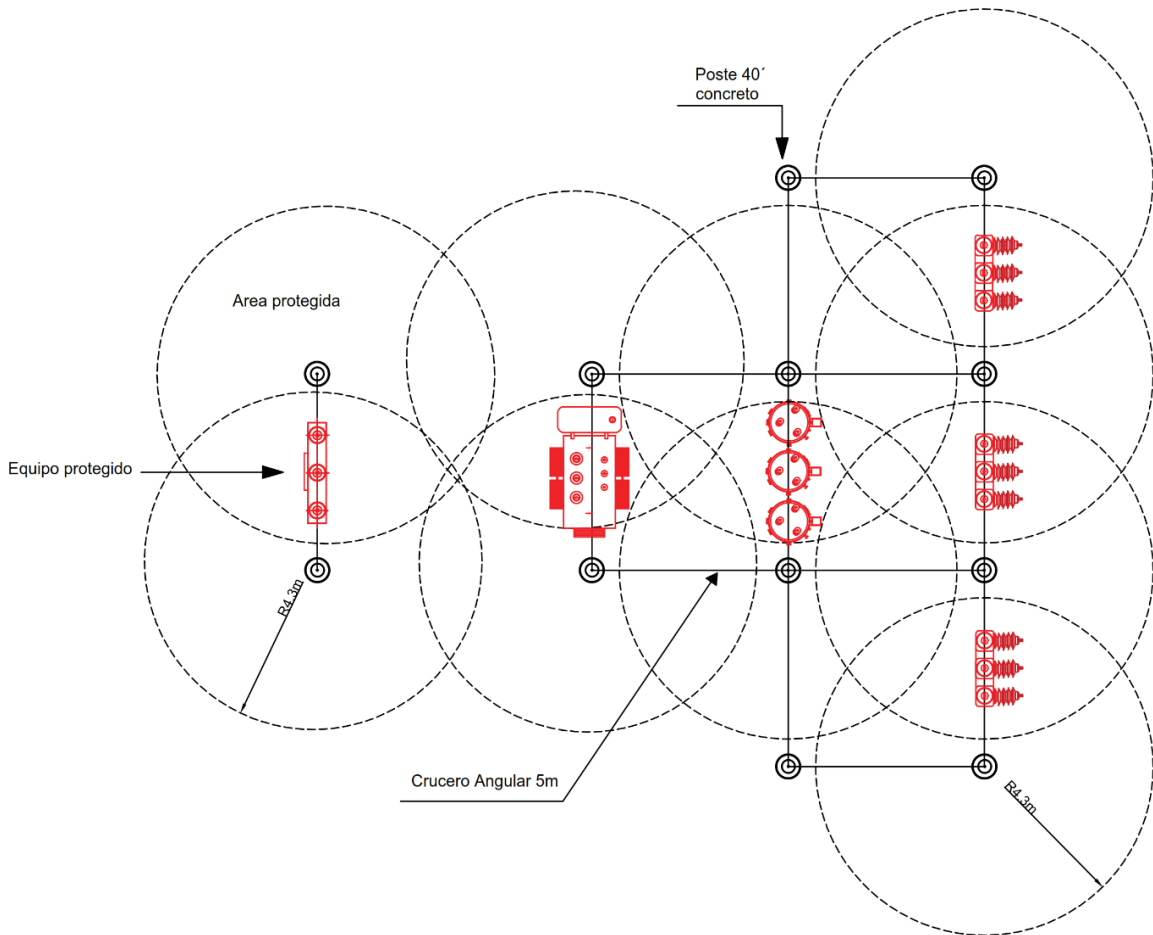 Poste 40´
concreto
Area protegida
Equipo protegido
R4.3m
Crucero Angular 5m
R4.3m